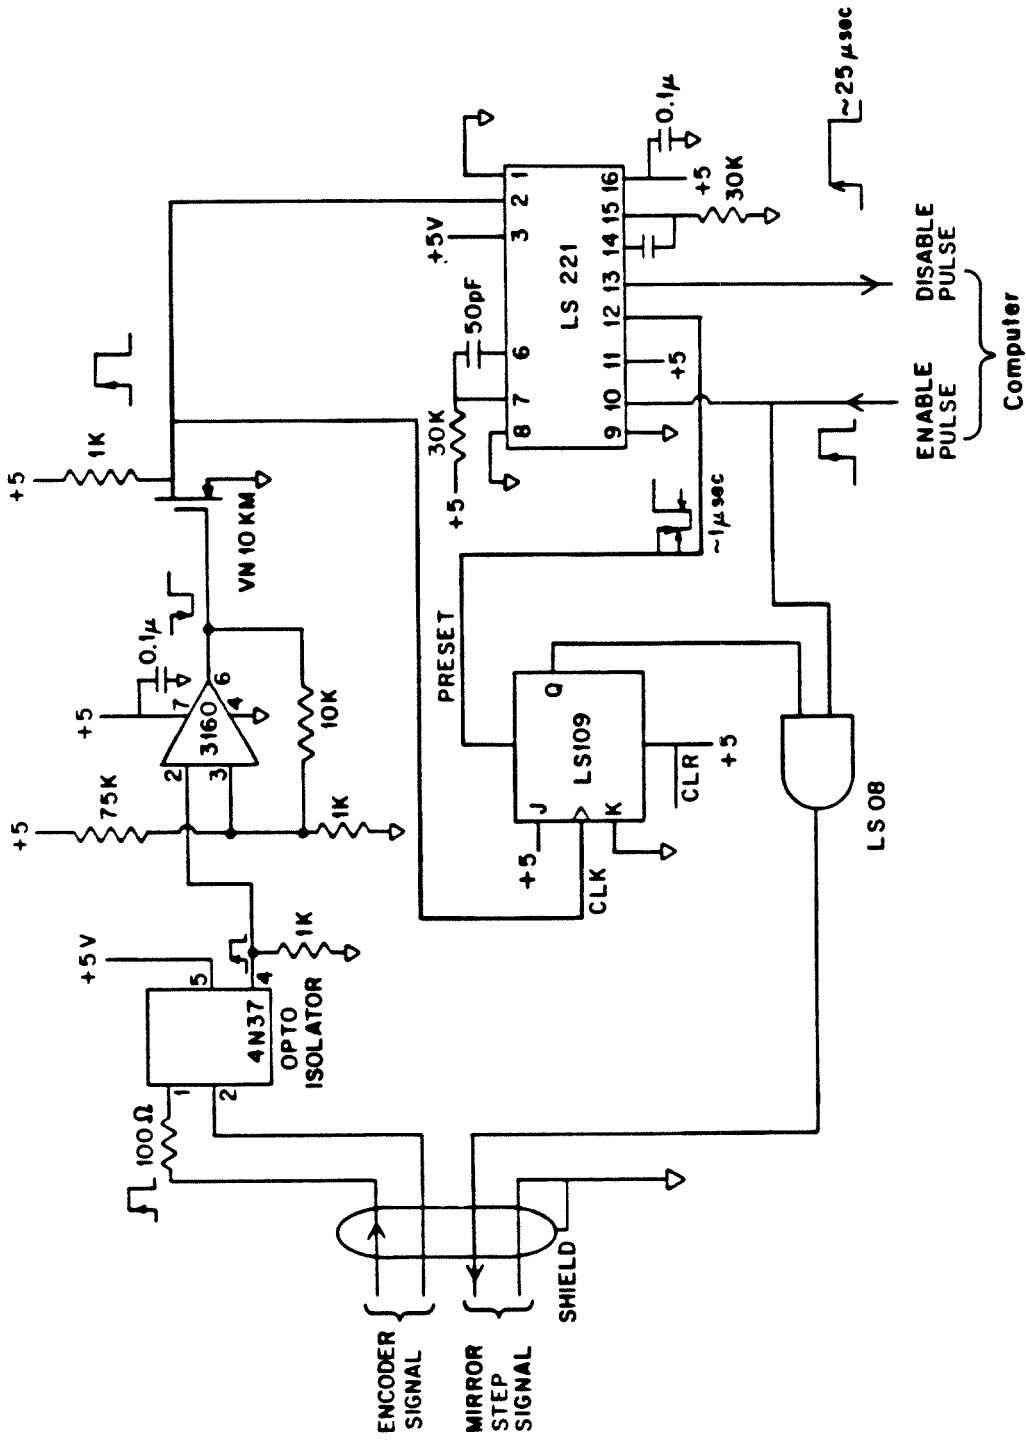 +5
1K
VN10KM
+5
0.1μ
7
6
2
3160
3
4
+5
75K
10K
1K
+5V
5
4
1K
4N37
OPTO
ISOLATOR
1
2
100Ω
ENCODER
SIGNAL
MIRROR
STEP
SIGNAL
SHIELD
PRESET
Q
LS109
J
K
+5
CLK
CLR
+5
LS08
~1μsec
+5V
50pF
30K
+5
1
2
3
6
7
8
LS 221
16
15
14
13
12
11
10
9
0.1μ
+5
30K
+5
~25μsec
DISABLE
PULSE
ENABLE
PULSE
Computer